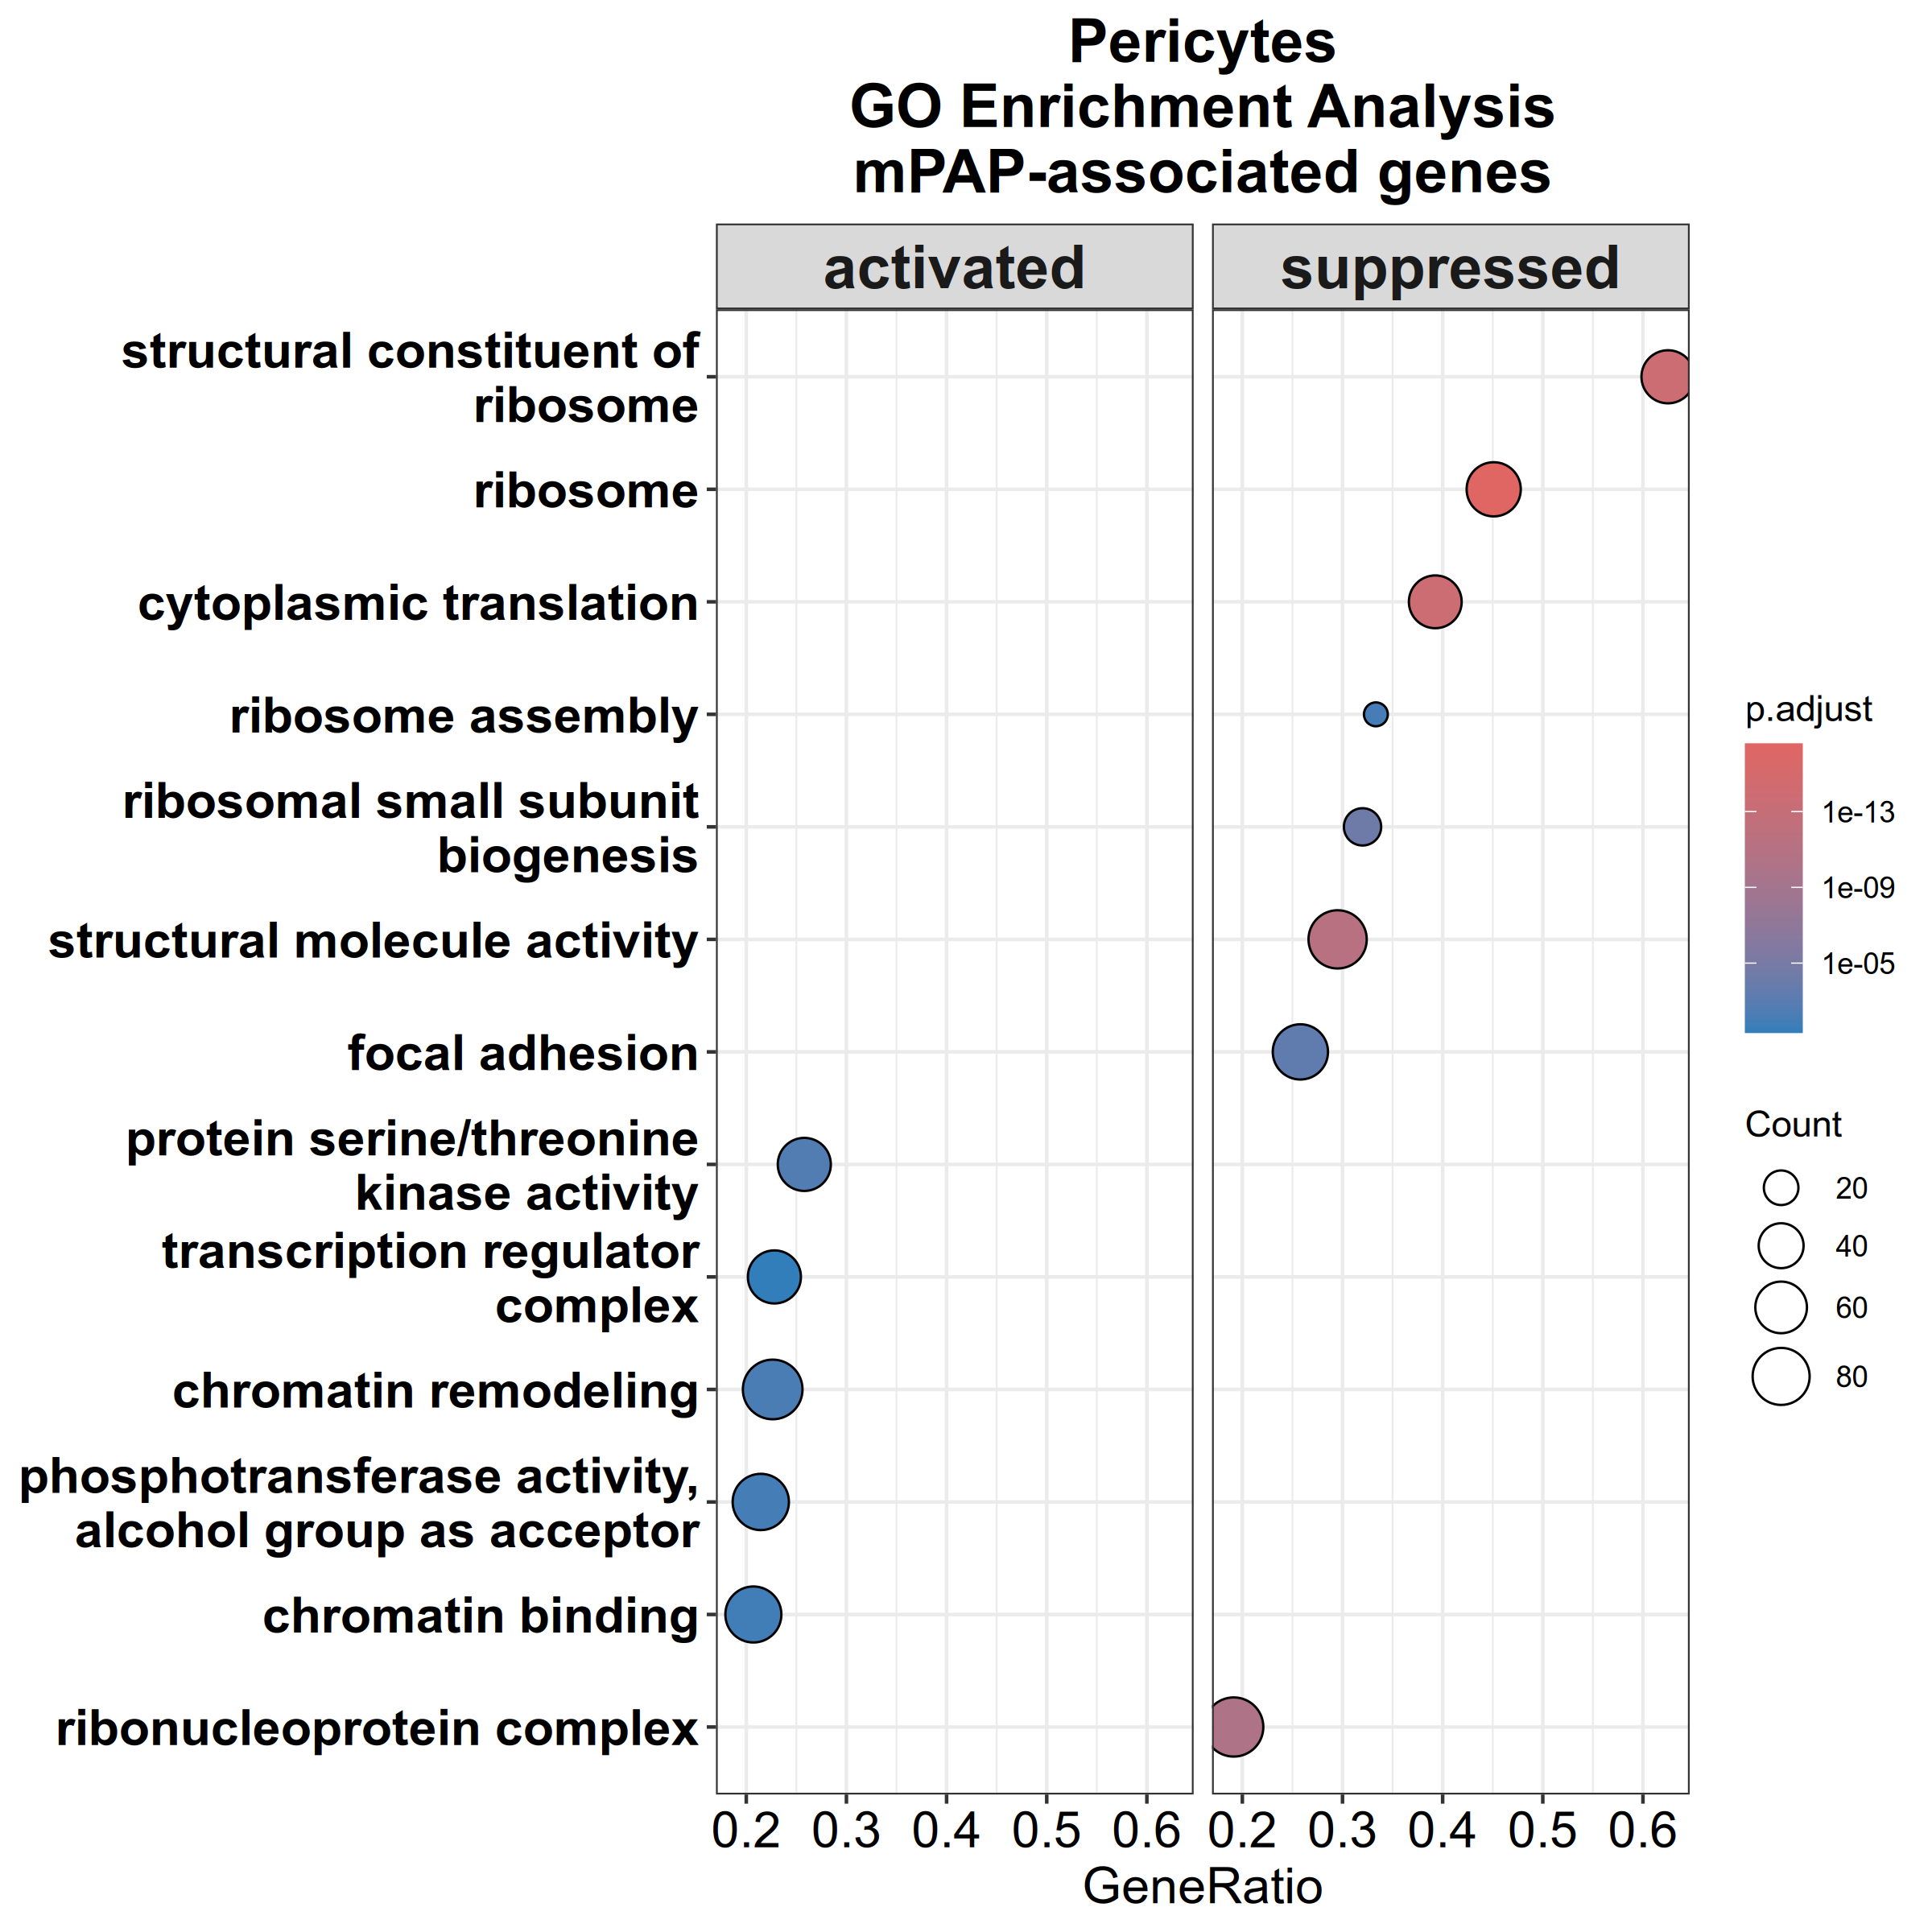 Pericytes
GO Enrichment Analysis
mPAP-associated genes
activated
suppressed
structural constituent of
ribosome
ribosome
cytoplasmic translation
ribosome assembly
ribosomal small subunit
biogenesis
structural molecule activity
focal adhesion
protein serine/threonine
kinase activity
transcription regulator
complex
chromatin remodeling
phosphotransferase activity,
alcohol group as acceptor
chromatin binding
ribonucleoprotein complex
0.2 0.3 0.4 0.5 0.6 0.2 0.3 0.4 0.5 0.6
GeneRatio
p.adjust
1e-13
1e-09
1e-05
Count
20
40
60
80